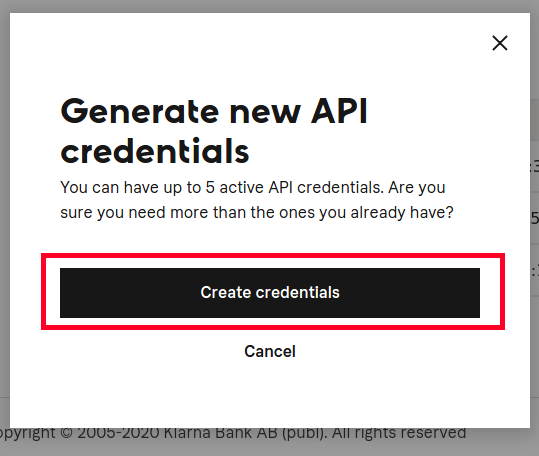 Generate new API
credentials
You can have up to 5 active API credentials. Are you
sure you need more than the ones you already have?
Create credentials
Cancel
opyright © 2005-2020 Klarna Bank AB (publ). All rights reserved